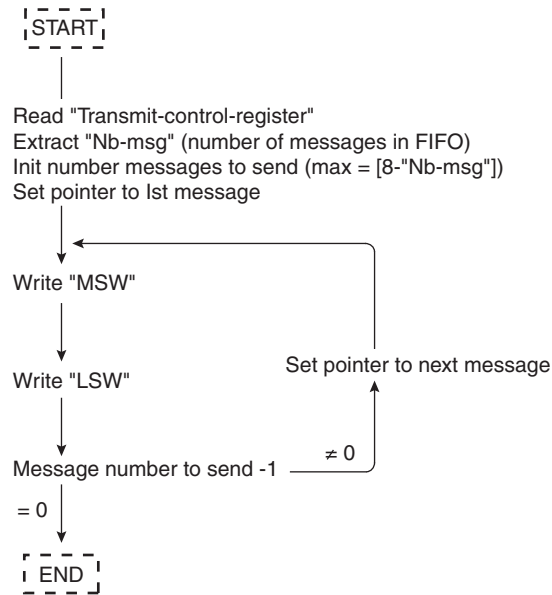 START
Read "Transmit-control-register"
Extract "Nb-msg" (number of messages in FIFO)
Init number messages to send (max = [8-"Nb-msg"])
Set pointer to Ist message
Write "MSW"
Set pointer to next message
Write "LSW"
≠ 0
Message number to send -1
= 0
END